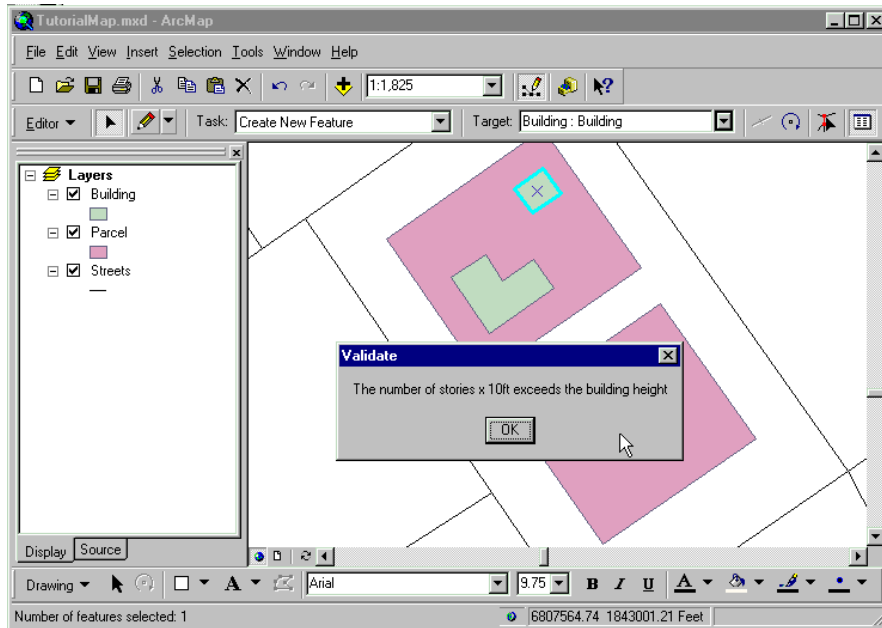 TutorialMap.mxd - ArcMap
File Edit View Insert Selection Tools Window Help
1:1,825
Editor Task: Create New Feature Target: Building : Building
Layers
Building
Parcel
Streets
Validate
The number of stories x 10ft exceeds the building height
OK
Display Source
Drawing A Arial 9.75 B I U A
Number of features selected: 1 6807564.74 1843001.21 Feet